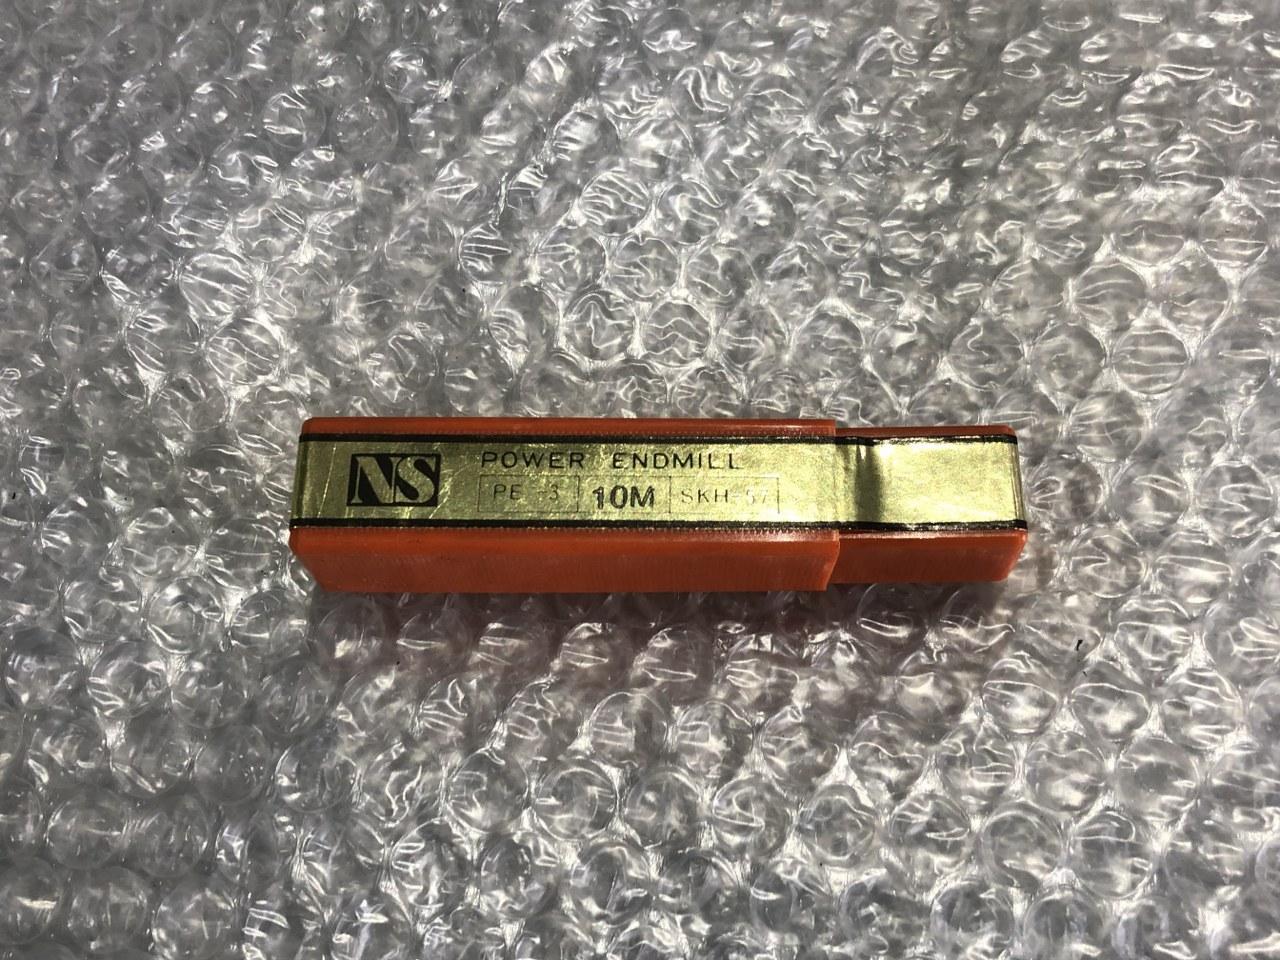 NS
POWER ENDMILL
PE-3 10M SKH-57